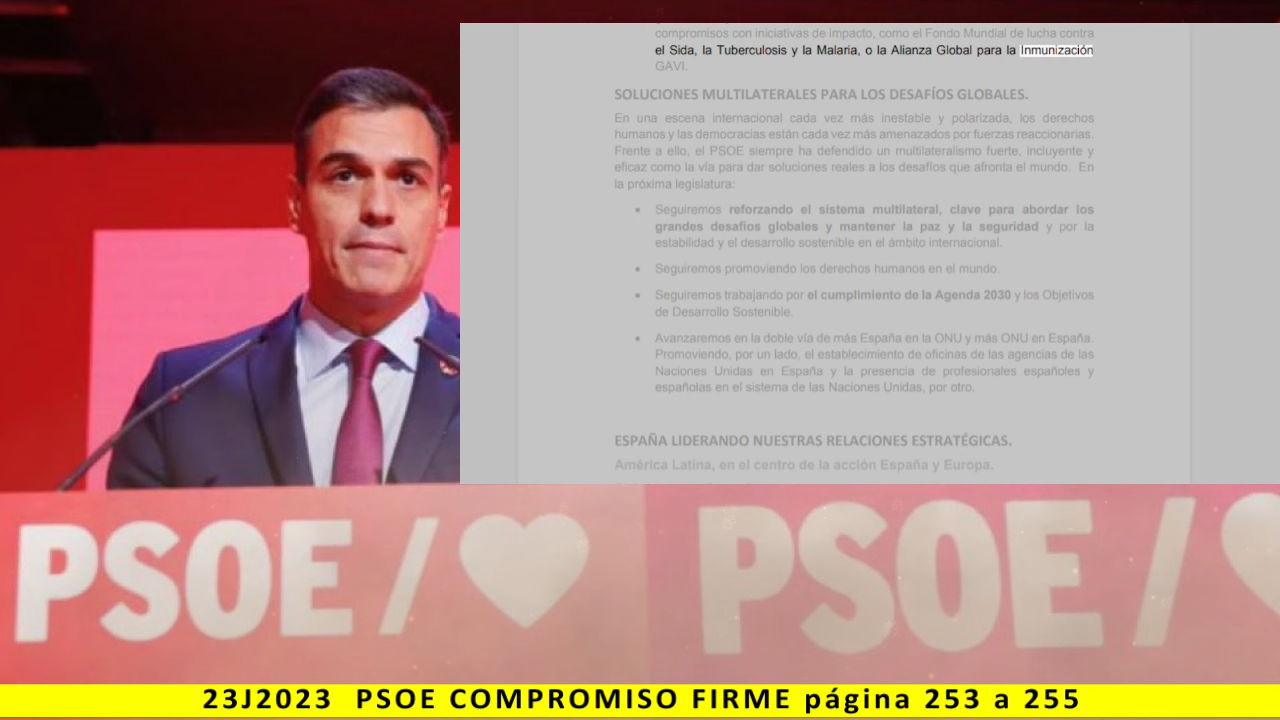 compromisos con iniciativas de impacto, como el Fondo Mundial de lucha contra
el Sida, la Tuberculosis y la Malaria, o la Alianza Global para la Inmunización
GAVI.
SOLUCIONES MULTILATERALES PARA LOS DESAFÍOS GLOBALES.
En una escena internacional cada vez más inestable y polarizada, los derechos
humanos y las democracias están cada vez más amenazados por fuerzas reaccionarias.
Frente a ello, el PSOE siempre ha defendido un multilateralismo fuerte, incluyente y
eficaz como la vía para dar soluciones reales a los desafíos que afronta el mundo. En
la próxima legislatura:
• Seguiremos reforzando el sistema multilateral, clave para abordar los
grandes desafíos globales y mantener la paz y la seguridad y por la
estabilidad y el desarrollo sostenible en el ámbito internacional.
• Seguiremos promoviendo los derechos humanos en el mundo.
• Seguiremos trabajando por el cumplimiento de la Agenda 2030 y los Objetivos
de Desarrollo Sostenible.
• Avanzaremos en la doble vía de más España en la ONU y más ONU en España.
Promoviendo, por un lado, el establecimiento de oficinas de las agencias de las
Naciones Unidas en España y la presencia de profesionales españoles y
españolas en el sistema de las Naciones Unidas, por otro.
ESPAÑA LIDERANDO NUESTRAS RELACIONES ESTRATÉGICAS.
América Latina, en el centro de la acción España y Europa.
PSOE / PSOE /
23J2023 PSOE COMPROMISO FIRME página 253 a 255